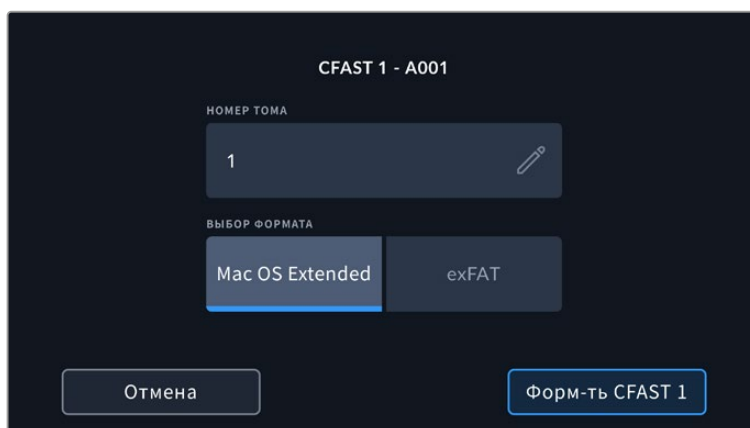 CFAST 1 - A001
НОМЕР ТОМА
1
ВЫБОР ФОРМАТА
Mac OS Extended
exFAT
Отмена
Форм-ть CFAST 1